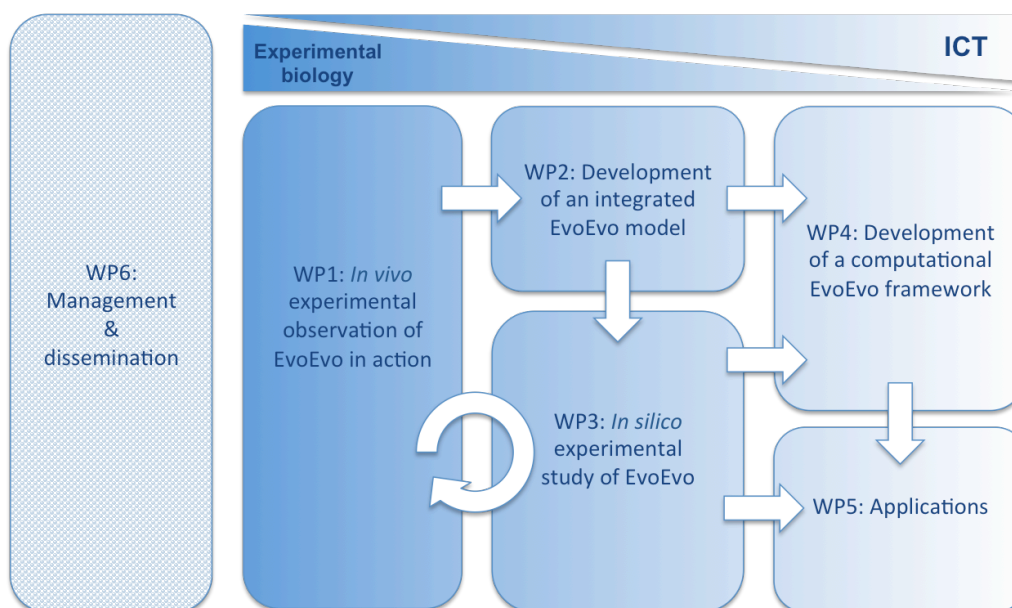 Experimental
biology
ICT
WP6:
Management
&
dissemination
WP1: In vivo
experimental
observation of
EvoEvo in action
WP2: Development
of an integrated
EvoEvo model
WP3: In silico
experimental
study of EvoEvo
WP4: Development
of a computational
EvoEvo framework
WP5: Applications